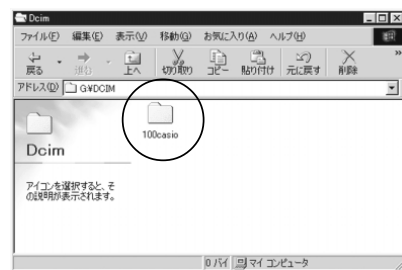 Dcim
ファイル(F) 編集(E) 表示(V) 移動(G) お気に入り(A) ヘルプ(H)
戻る 進む 上へ 切り取り コピー 貼り付け 元に戻す 削除 »
アドレス(D) G:¥DCIM
100casio
Dcim
アイコンを選択すると、そ
の説明が表示されます。
0 バイト マイ コンピュータ